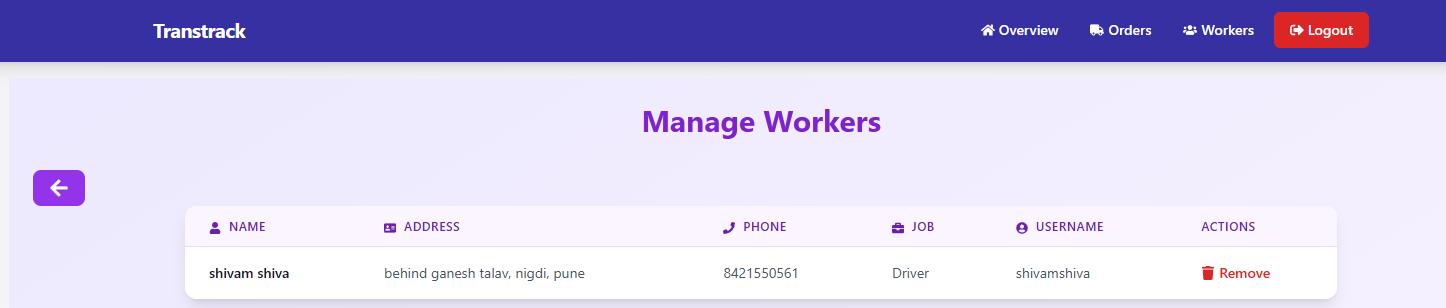 Transtrack Overview Orders Workers Logout
Manage Workers
NAME ADDRESS PHONE JOB USERNAME ACTIONS
shivam shiva behind ganesh talav, nigdi, pune 8421550561 Driver shivamshiva Remove